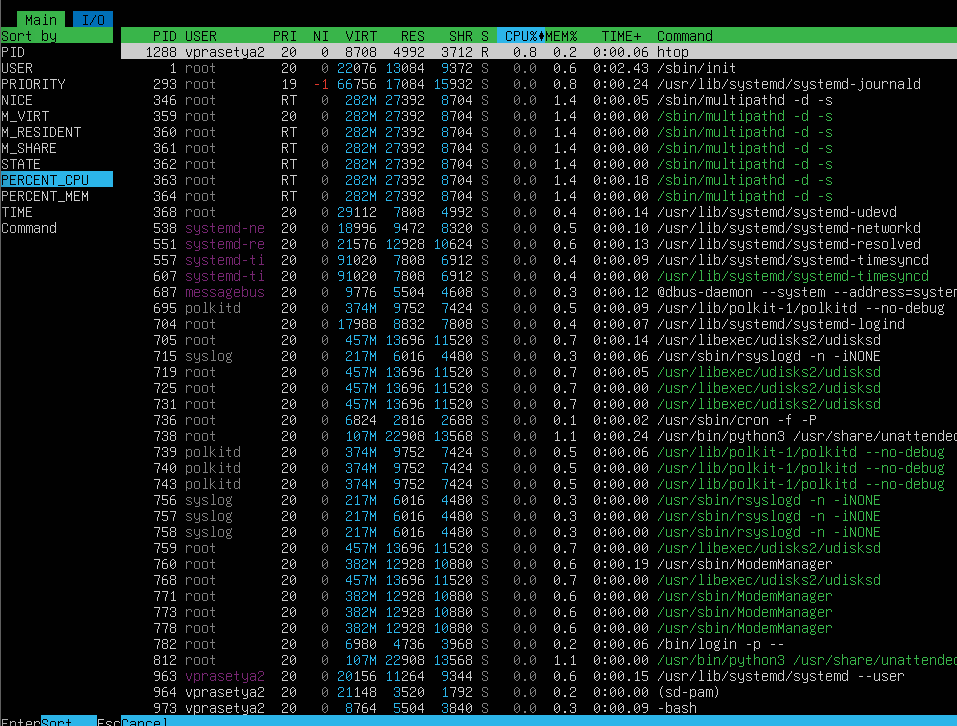 Main I/O
Sort by PID USER PRI NI VIRT RES SHR S CPU%♦MEM% TIME+ Command
PID 1288 vprasetya2 20 0 8708 4992 3712 R 0.8 0.2 0:00.06 htop
USER 1 root 20 0 22076 13084 9372 S 0.0 0.6 0:02.43 /sbin/init
PRIORITY 293 root 19 -1 66756 17084 15932 S 0.0 0.8 0:00.24 /usr/lib/systemd/systemd-journald
NICE 346 root RT 0 282M 27392 8704 S 0.0 1.4 0:00.05 /sbin/multipathd -d -s
M_VIRT 359 root RT 0 282M 27392 8704 S 0.0 1.4 0:00.00 /sbin/multipathd -d -s
M_RESIDENT 360 root RT 0 282M 27392 8704 S 0.0 1.4 0:00.00 /sbin/multipathd -d -s
M_SHARE 361 root RT 0 282M 27392 8704 S 0.0 1.4 0:00.00 /sbin/multipathd -d -s
STATE 362 root RT 0 282M 27392 8704 S 0.0 1.4 0:00.00 /sbin/multipathd -d -s
PERCENT_CPU 363 root RT 0 282M 27392 8704 S 0.0 1.4 0:00.18 /sbin/multipathd -d -s
PERCENT_MEM 364 root RT 0 282M 27392 8704 S 0.0 1.4 0:00.00 /sbin/multipathd -d -s
TIME 368 root 20 0 29112 7808 4992 S 0.0 0.4 0:00.14 /usr/lib/systemd/systemd-udevd
Command 538 systemd-ne 20 0 18996 9472 8320 S 0.0 0.5 0:00.10 /usr/lib/systemd/systemd-networkd
551 systemd-re 20 0 21576 12928 10624 S 0.0 0.6 0:00.13 /usr/lib/systemd/systemd-resolved
557 systemd-ti 20 0 91020 7808 6912 S 0.0 0.4 0:00.09 /usr/lib/systemd/systemd-timesyncd
607 systemd-ti 20 0 91020 7808 6912 S 0.0 0.4 0:00.00 /usr/lib/systemd/systemd-timesyncd
687 messagebus 20 0 9776 5504 4608 S 0.0 0.3 0:00.12 @dbus-daemon --system --address=system
695 polkitd 20 0 374M 9752 7424 S 0.0 0.5 0:00.09 /usr/lib/polkit-1/polkitd --no-debug
704 root 20 0 17988 8832 7808 S 0.0 0.4 0:00.07 /usr/lib/systemd/systemd-logind
705 root 20 0 457M 13696 11520 S 0.0 0.7 0:00.14 /usr/libexec/udisks2/udisksd
715 syslog 20 0 217M 6016 4480 S 0.0 0.3 0:00.06 /usr/sbin/rsyslogd -n -iNONE
719 root 20 0 457M 13696 11520 S 0.0 0.7 0:00.05 /usr/libexec/udisks2/udisksd
725 root 20 0 457M 13696 11520 S 0.0 0.7 0:00.00 /usr/libexec/udisks2/udisksd
731 root 20 0 457M 13696 11520 S 0.0 0.7 0:00.00 /usr/libexec/udisks2/udisksd
736 root 20 0 6824 2816 2688 S 0.0 0.1 0:00.02 /usr/sbin/cron -f -P
738 root 20 0 107M 22908 13568 S 0.0 1.1 0:00.24 /usr/bin/python3 /usr/share/unattended
739 polkitd 20 0 374M 9752 7424 S 0.0 0.5 0:00.06 /usr/lib/polkit-1/polkitd --no-debug
740 polkitd 20 0 374M 9752 7424 S 0.0 0.5 0:00.00 /usr/lib/polkit-1/polkitd --no-debug
743 polkitd 20 0 374M 9752 7424 S 0.0 0.5 0:00.00 /usr/lib/polkit-1/polkitd --no-debug
756 syslog 20 0 217M 6016 4480 S 0.0 0.3 0:00.00 /usr/sbin/rsyslogd -n -iNONE
757 syslog 20 0 217M 6016 4480 S 0.0 0.3 0:00.00 /usr/sbin/rsyslogd -n -iNONE
758 syslog 20 0 217M 6016 4480 S 0.0 0.3 0:00.00 /usr/sbin/rsyslogd -n -iNONE
759 root 20 0 457M 13696 11520 S 0.0 0.7 0:00.00 /usr/libexec/udisks2/udisksd
760 root 20 0 382M 12928 10880 S 0.0 0.6 0:00.19 /usr/sbin/ModemManager
768 root 20 0 457M 13696 11520 S 0.0 0.7 0:00.00 /usr/libexec/udisks2/udisksd
771 root 20 0 382M 12928 10880 S 0.0 0.6 0:00.00 /usr/sbin/ModemManager
773 root 20 0 382M 12928 10880 S 0.0 0.6 0:00.00 /usr/sbin/ModemManager
778 root 20 0 382M 12928 10880 S 0.0 0.6 0:00.00 /usr/sbin/ModemManager
782 root 20 0 6980 4736 3968 S 0.0 0.2 0:00.06 /bin/login -p --
812 root 20 0 107M 22908 13568 S 0.0 1.1 0:00.00 /usr/bin/python3 /usr/share/unattended
963 vprasetya2 20 0 20156 11264 9344 S 0.0 0.6 0:00.15 /usr/lib/systemd/systemd --user
964 vprasetya2 20 0 21148 3520 1792 S 0.0 0.2 0:00.00 (sd-pam)
973 vprasetya2 20 0 8764 5504 3840 S 0.0 0.3 0:00.09 -bash
EnterSort EscCancel